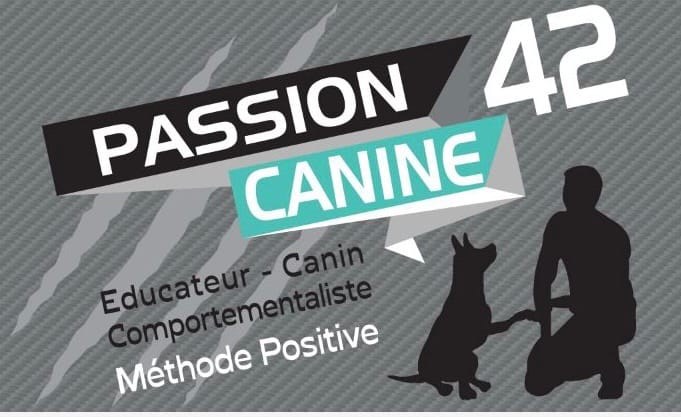 PASSION 42
CANINE
Educateur - Canin
Comportementaliste
Méthode Positive